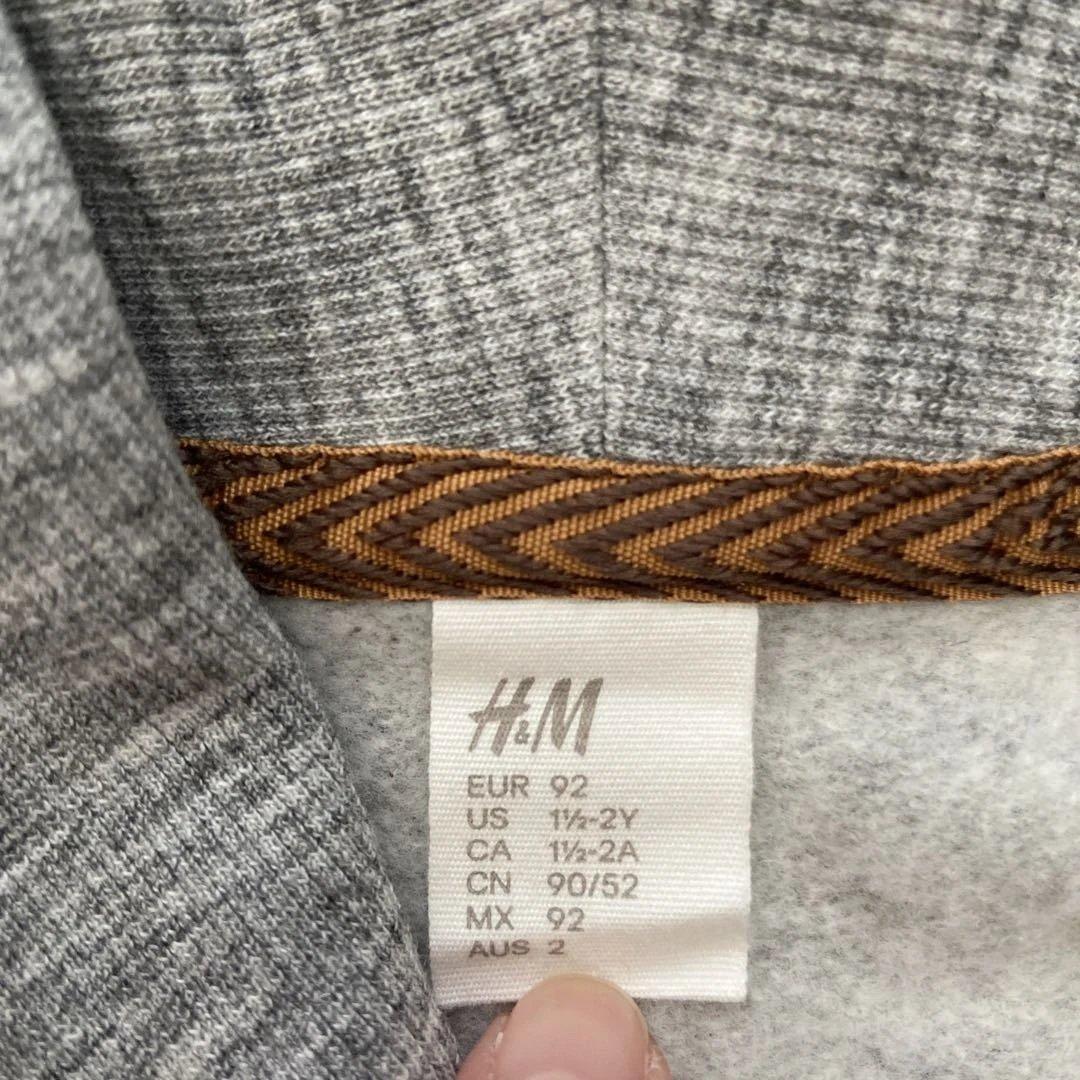 H&M
EUR 92
US 1½-2Y
CA 1½-2A
CN 90/52
MX 92
AUS 2